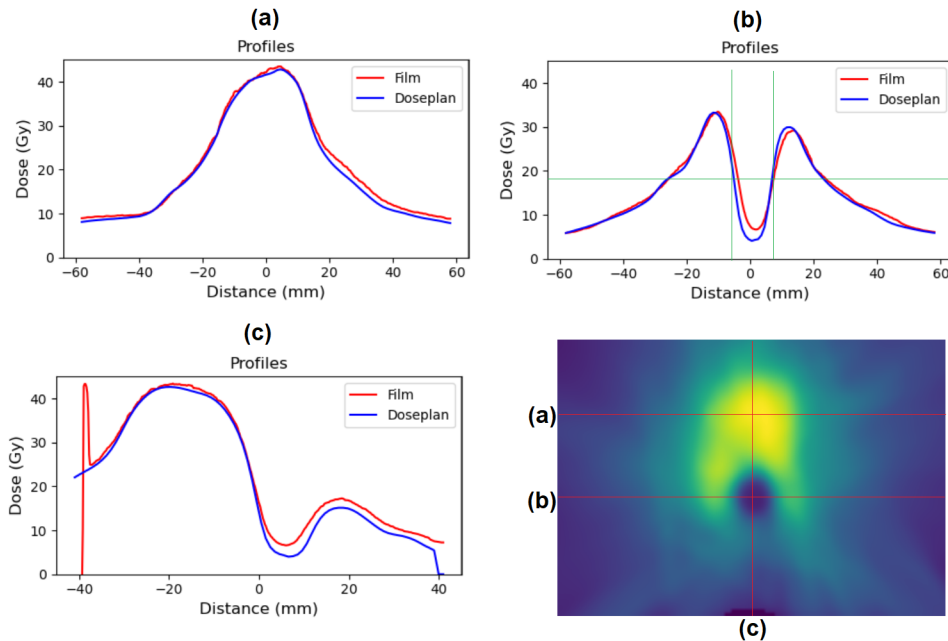 (a)
Profiles
Film
Doseplan
Dose (Gy)
40
30
20
10
0
−60 −40 −20 0 20 40 60
Distance (mm)
(b)
Profiles
Film
Doseplan
Dose (Gy)
40
30
20
10
0
−60 −40 −20 0 20 40 60
Distance (mm)
(c)
Profiles
Film
Doseplan
Dose (Gy)
40
30
20
10
0
−40 −20 0 20 40
Distance (mm)
(a)
(b)
(c)